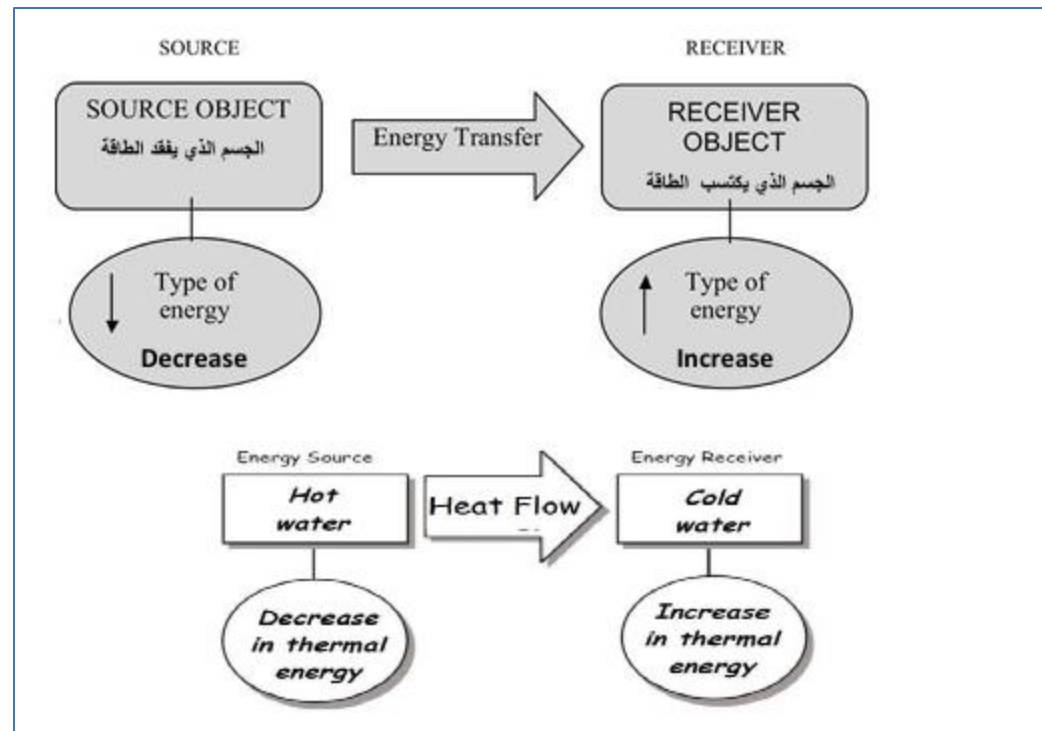 SOURCE
RECEIVER
SOURCE OBJECT
الجسم الذي يفقد الطاقة
Energy Transfer
RECEIVER
OBJECT
الجسم الذي يكتسب الطاقة
Type of
energy
Decrease
Type of
energy
Increase
Energy Source
Energy Receiver
Hot
water
Heat Flow
Cold
water
Decrease
in thermal
energy
Increase
in thermal
energy